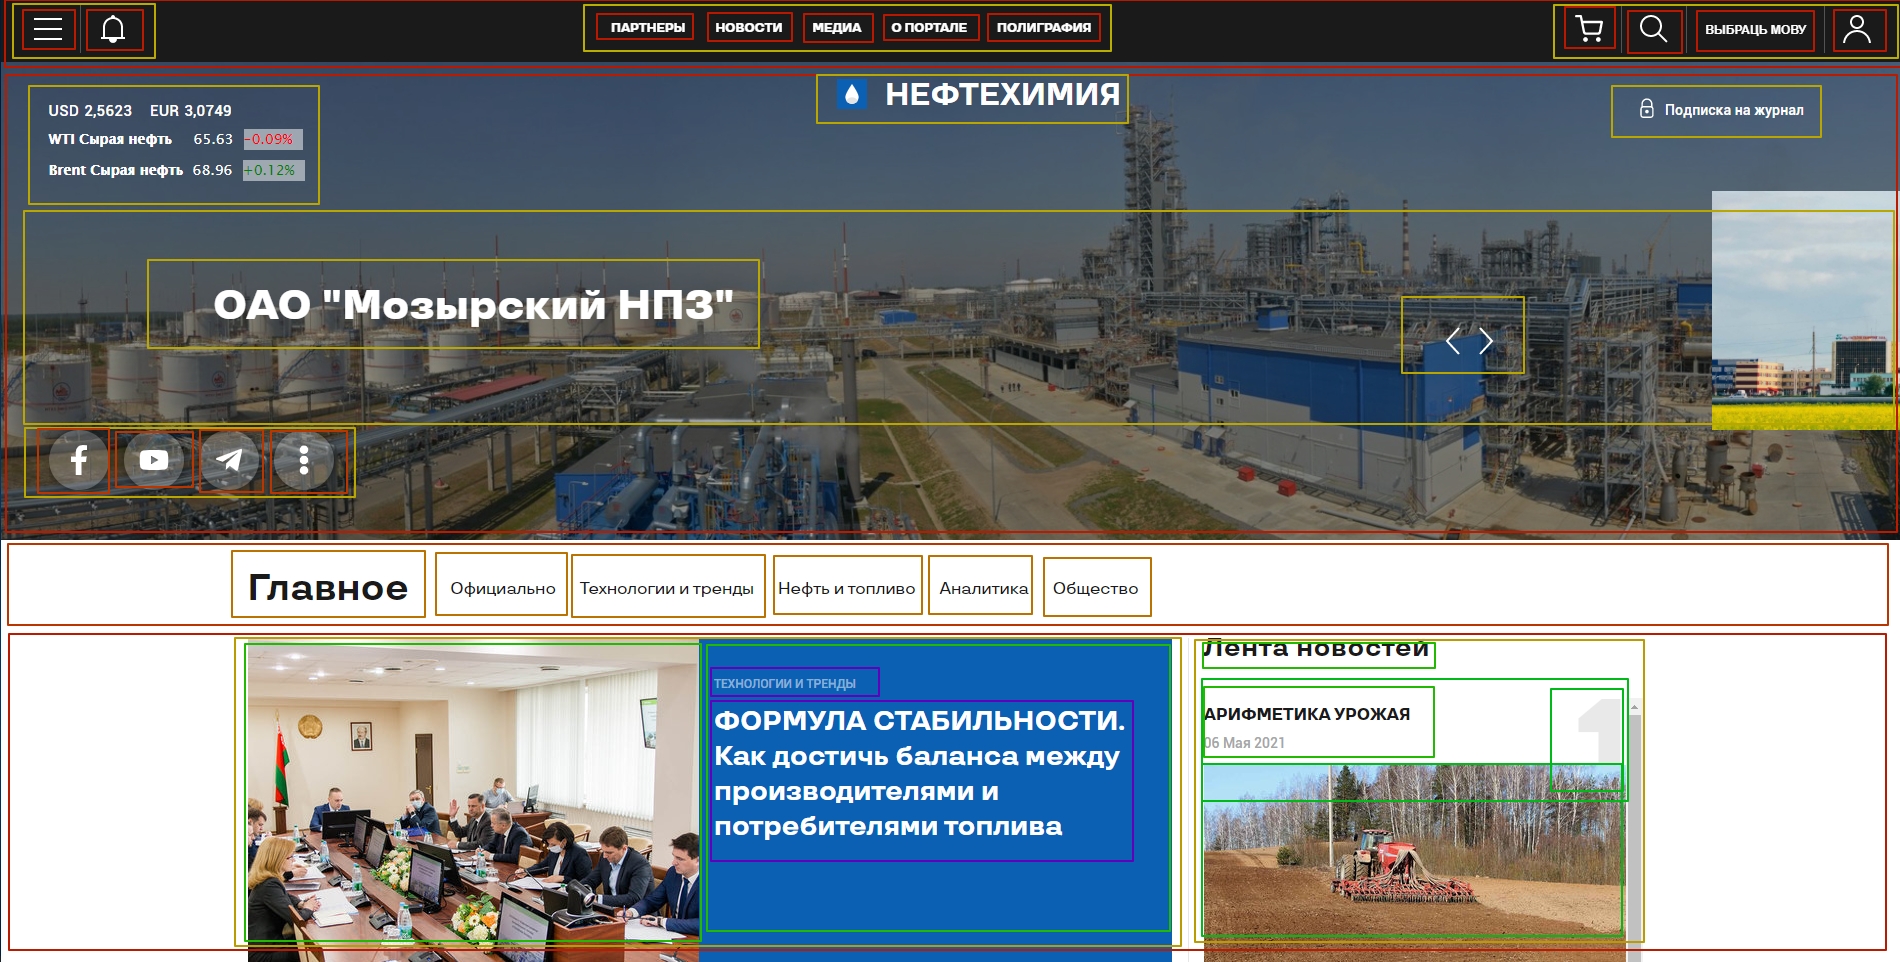 ПАРТНЕРЫ НОВОСТИ МЕДИА О ПОРТАЛЕ ПОЛИГРАФИЯ ВЫБРАЦЬ МОВУ
НЕФТЕХИМИЯ
USD 2,5623 EUR 3,0749
WTI Сырая нефть 65.63 -0.09%
Brent Сырая нефть 68.96 +0.12%
Подписка на журнал
ОАО "Мозырский НПЗ"
Главное Официально Технологии и тренды Нефть и топливо Аналитика Общество
ТЕХНОЛОГИИ И ТРЕНДЫ
ФОРМУЛА СТАБИЛЬНОСТИ.
Как достичь баланса между
производителями и
потребителями топлива
Лента новостей
АРИФМЕТИКА УРОЖАЯ
06 Мая 2021
1